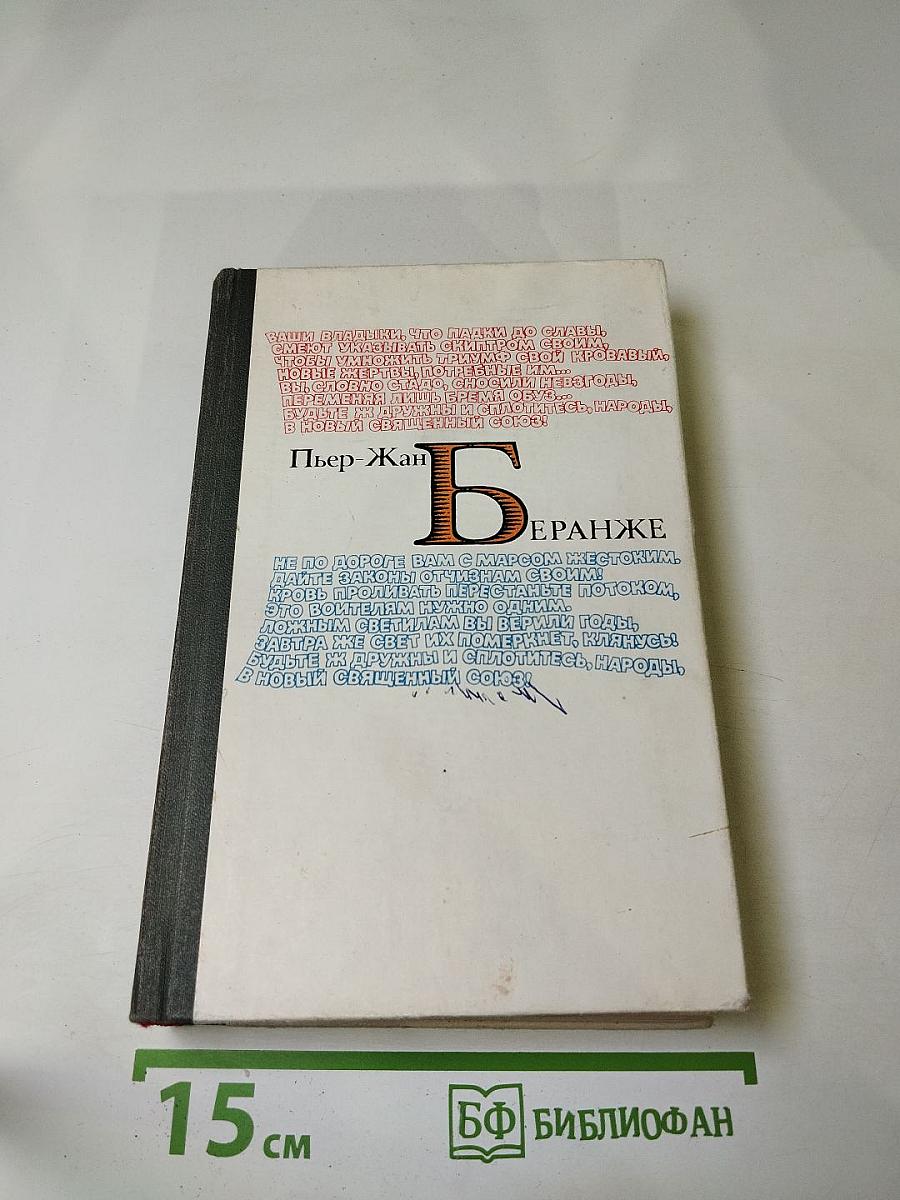 ВАШИ ВЛАДЫКИ, ЧТО ПАДКИ ДО СЛАВЫ,
СМЕЮТ УКАЗЫВАТЬ СКИПТРОМ СВОИМ,
ЧТОБЫ УМНОЖИТЬ ТРИУМФ СВОЙ КРОВАВЫЙ,
НОВЫЕ ЖЕРТВЫ, ПОТРЕБНЫЕ ИМ...
ВЫ, СЛОВНО СТАДО, СНОСИЛИ НЕВЗГОДЫ,
ПЕРЕМЕНЯЯ ЛИШЬ БРЕМЯ ОБУЗ...
БУДЬТЕ Ж ДРУЖНЫ И СПЛОТИТЕСЬ, НАРОДЫ,
В НОВЫЙ СВЯЩЕННЫЙ СОЮЗ!
Пьер-Жан
БЕРАНЖЕ
НЕ ПО ДОРОГЕ ВАМ С МАРСОМ ЖЕСТОКИМ.
ДАЙТЕ ЗАКОНЫ ОТЧИЗНАМ СВОИМ!
КРОВЬ ПРОЛИВАТЬ ПЕРЕСТАНЬТЕ ПОТОКОМ,
ЭТО ВОИТЕЛЯМ НУЖНО ОДНИМ.
ЛОЖНЫМ СВЕТИЛАМ ВЫ ВЕРИЛИ ГОДЫ,
ЗАВТРА ЖЕ СВЕТ ИХ ПОМЕРКНЕТ, КЛЯНУСЬ!
БУДЬТЕ Ж ДРУЖНЫ И СПЛОТИТЕСЬ, НАРОДЫ,
В НОВЫЙ СВЯЩЕННЫЙ СОЮЗ!
15 см
БФ БИБЛИОФАН